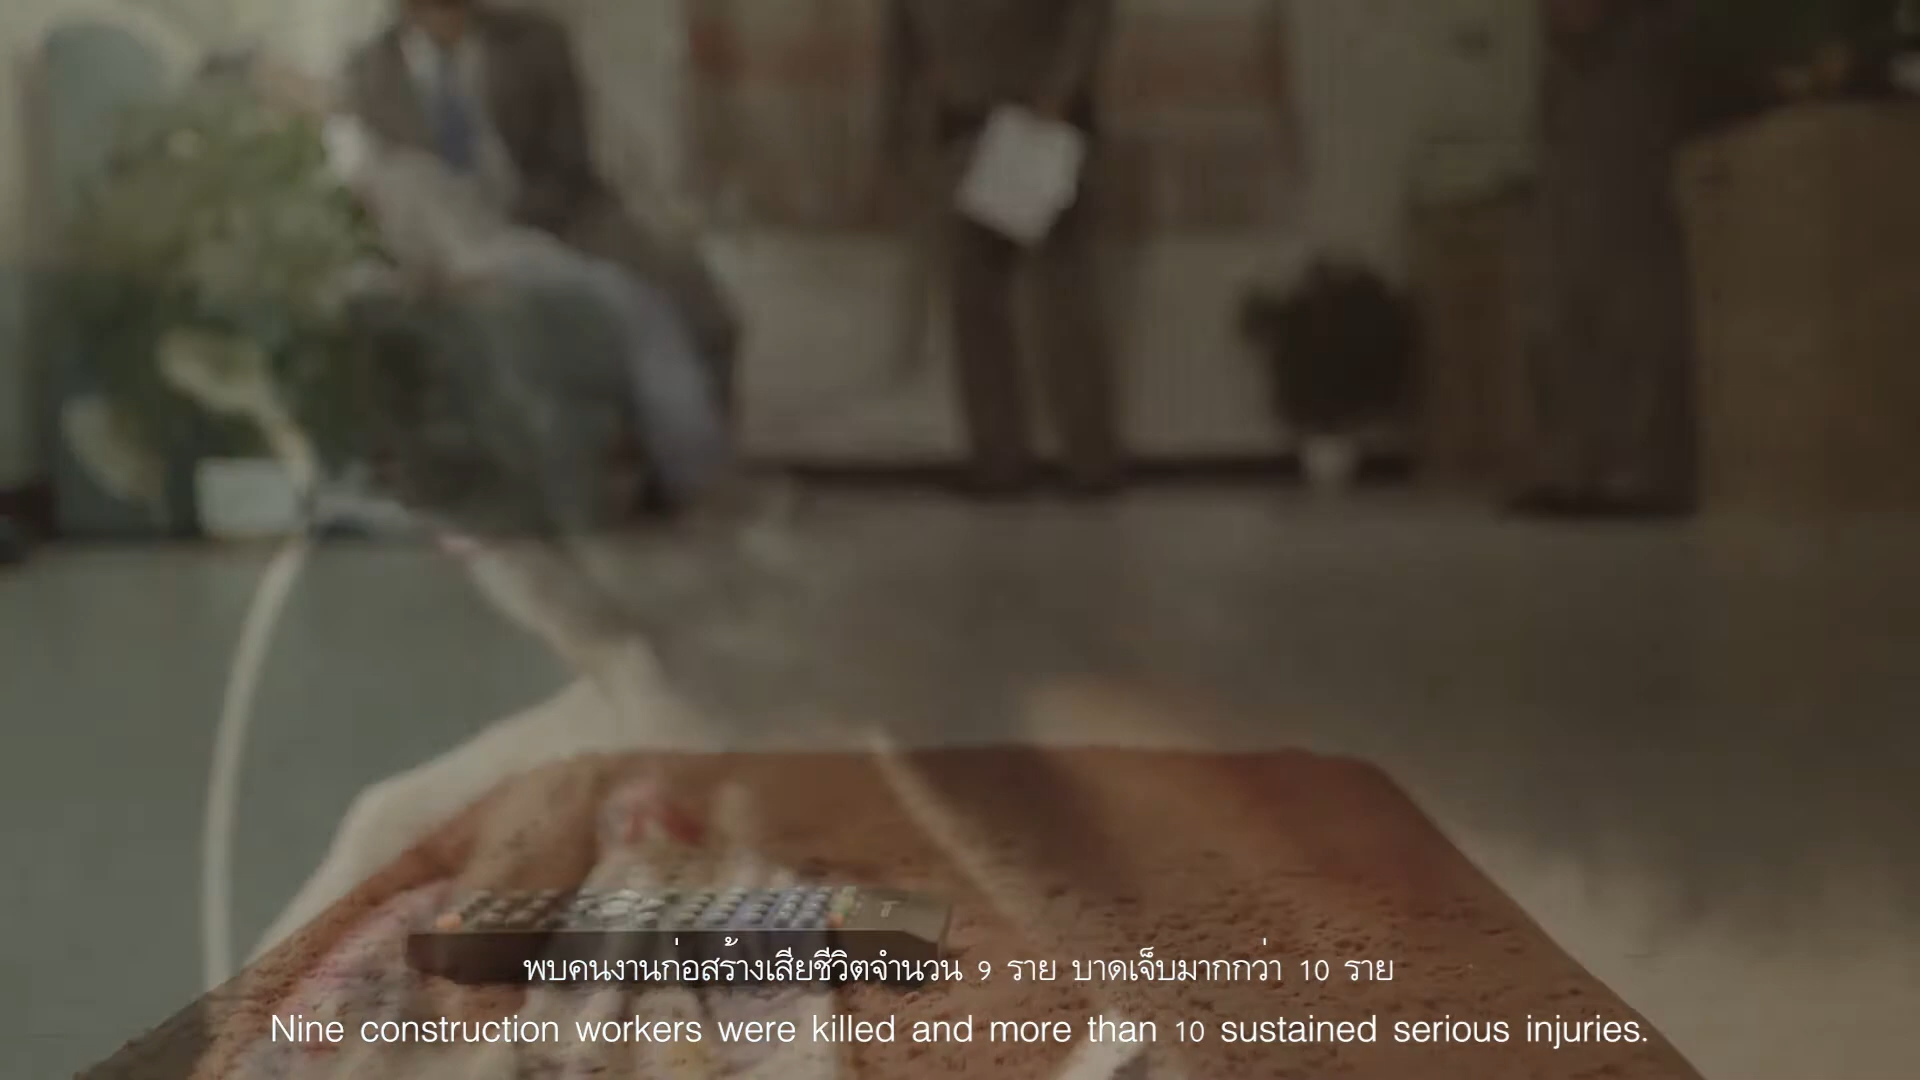 พบคนงานก่อสร้างเสียชีวิตจำนวน 9 ราย บาดเจ็บมากกว่า 10 ราย
Nine construction workers were killed and more than 10 sustained serious injuries.